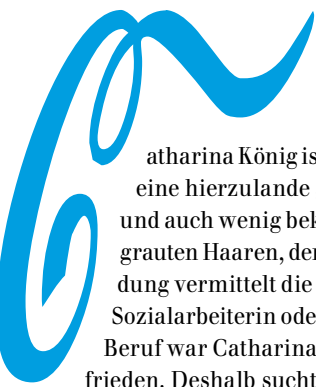 Catharina König is
eine hierzulande
und auch wenig bek
grauten Haaren, der
dung vermittelt die
Sozialarbeiterin ode
Beruf war Catharina
frieden. Deshalb sucht